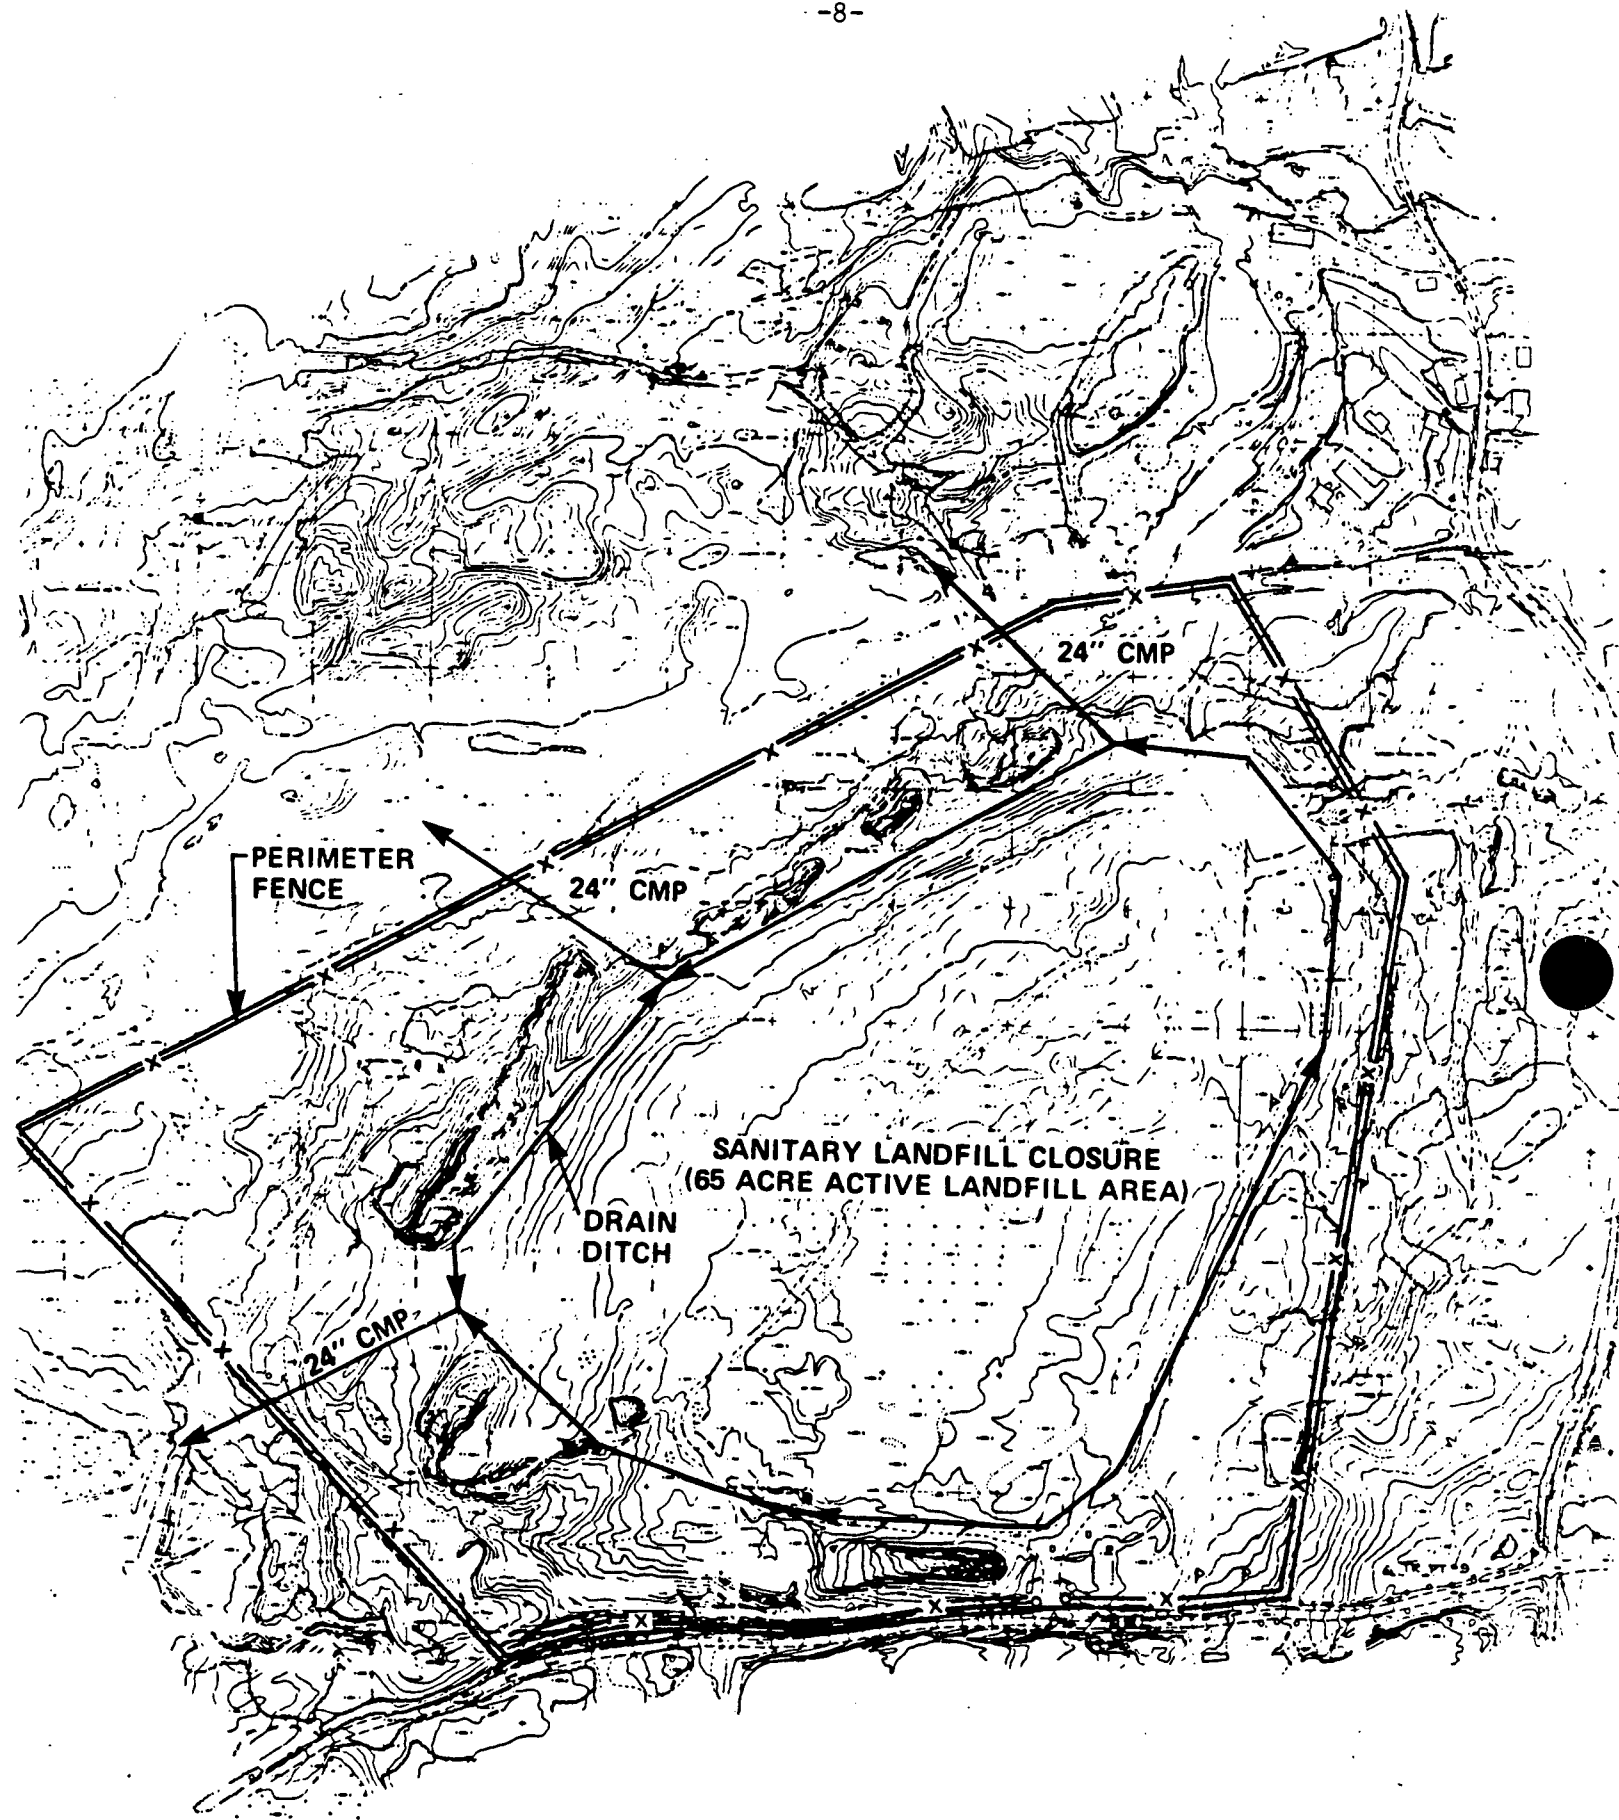 -8-
24" CMP
PERIMETER
FENCE
24" CMP
SANITARY LANDFILL CLOSURE
(65 ACRE ACTIVE LANDFILL AREA)
DRAIN
DITCH
24" CMP